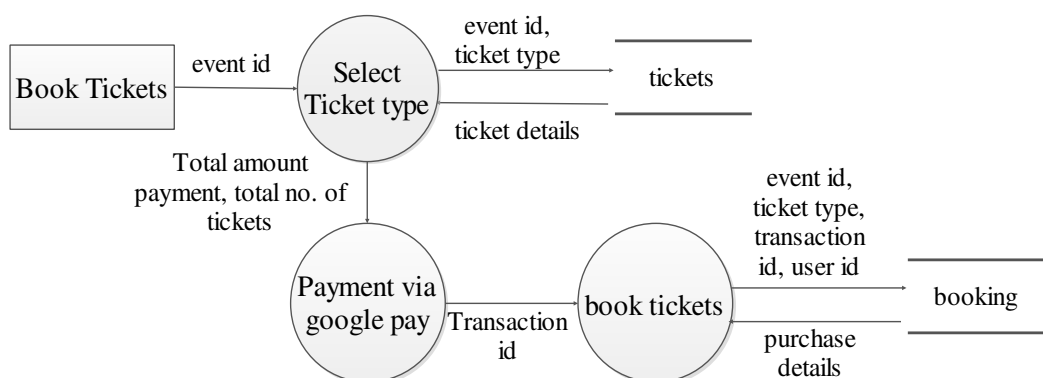 Book Tickets
event id
Select
Ticket type
event id,
ticket type
tickets
ticket details
Total amount
payment, total no. of
tickets
Payment via
google pay
Transaction
id
book tickets
event id,
ticket type,
transaction
id, user id
booking
purchase
details